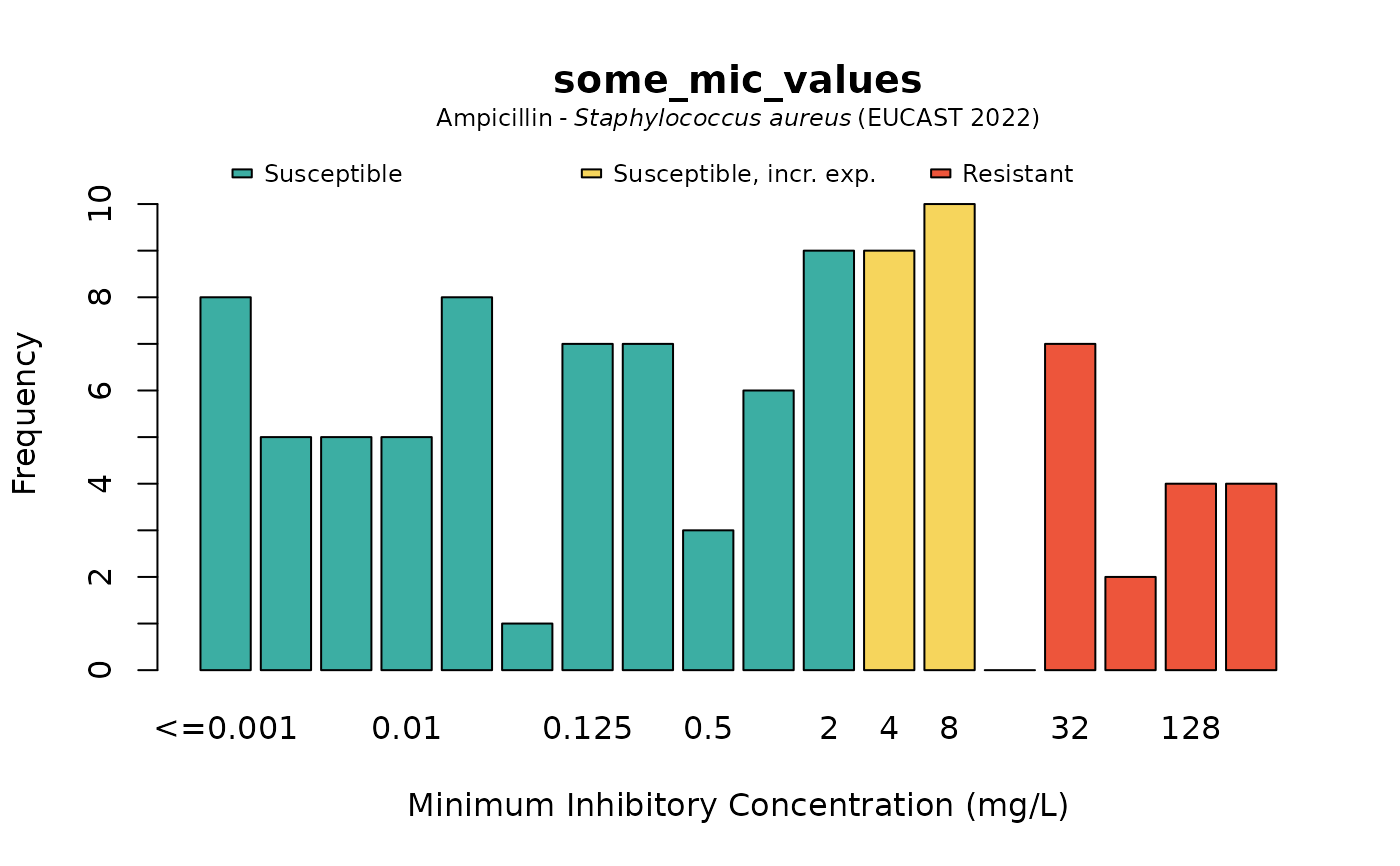 some_mic_values
Ampicillin - Staphylococcus aureus (EUCAST 2022)
Susceptible Susceptible, incr. exp. Resistant
10
8
6
4
2
0
Frequency
<=0.001 0.01 0.125 0.5 2 4 8 32 128
Minimum Inhibitory Concentration (mg/L)